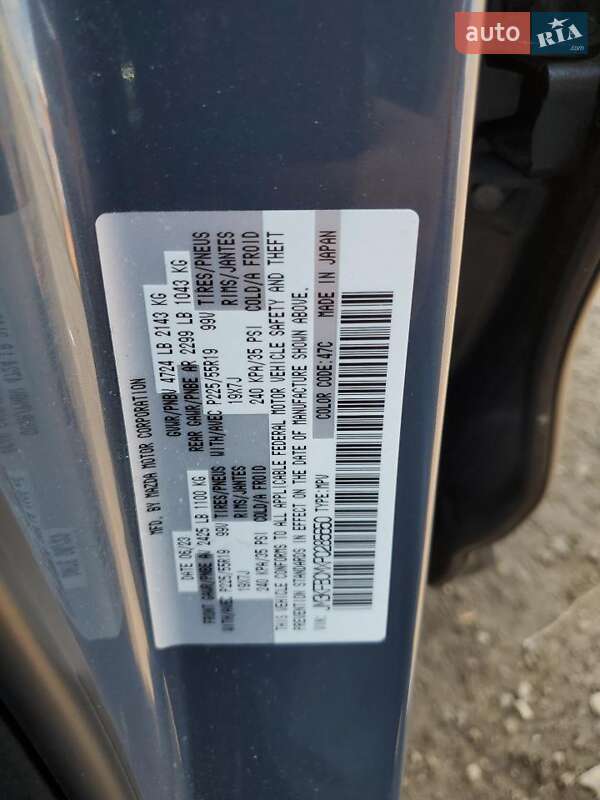 auto RIA.com
MFD. BY MAZDA MOTOR CORPORATION
DATE 06/23 GVWR/PNBV 4724 LB 2143 KG
FRONT GAWR/PNBE AV 2425 LB 1100 KG REAR GAWR/PNBE AR 2299 LB 1043 KG
WITH/AVEC P225/55R19 99V TIRES/PNEUS WITH/AVEC P225/55R19 99V TIRES/PNEUS
19X7J RIMS/JANTES 19X7J RIMS/JANTES
240 KPA/35 PSI COLD/A FROID 240 KPA/35 PSI COLD/A FROID
THIS VEHICLE CONFORMS TO ALL APPLICABLE FEDERAL MOTOR VEHICLE SAFETY AND THEFT
PREVENTION STANDARDS IN EFFECT ON THE DATE OF MANUFACTURE SHOWN ABOVE.
VIN: TYPE:MPV COLOR CODE:47C MADE IN JAPAN